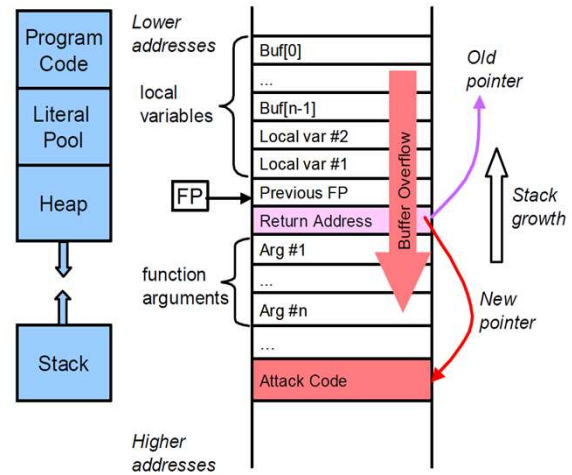 Program
Code
Literal
Pool
Heap
Stack
Lower
addresses
local
variables
FP
function
arguments
Higher
addresses
Buf[0]
...
Buf[n-1]
Local var #2
Local var #1
Previous FP
Return Address
Arg #1
...
Arg #n
...
Attack Code
Buffer Overflow
Old
pointer
Stack
growth
New
pointer